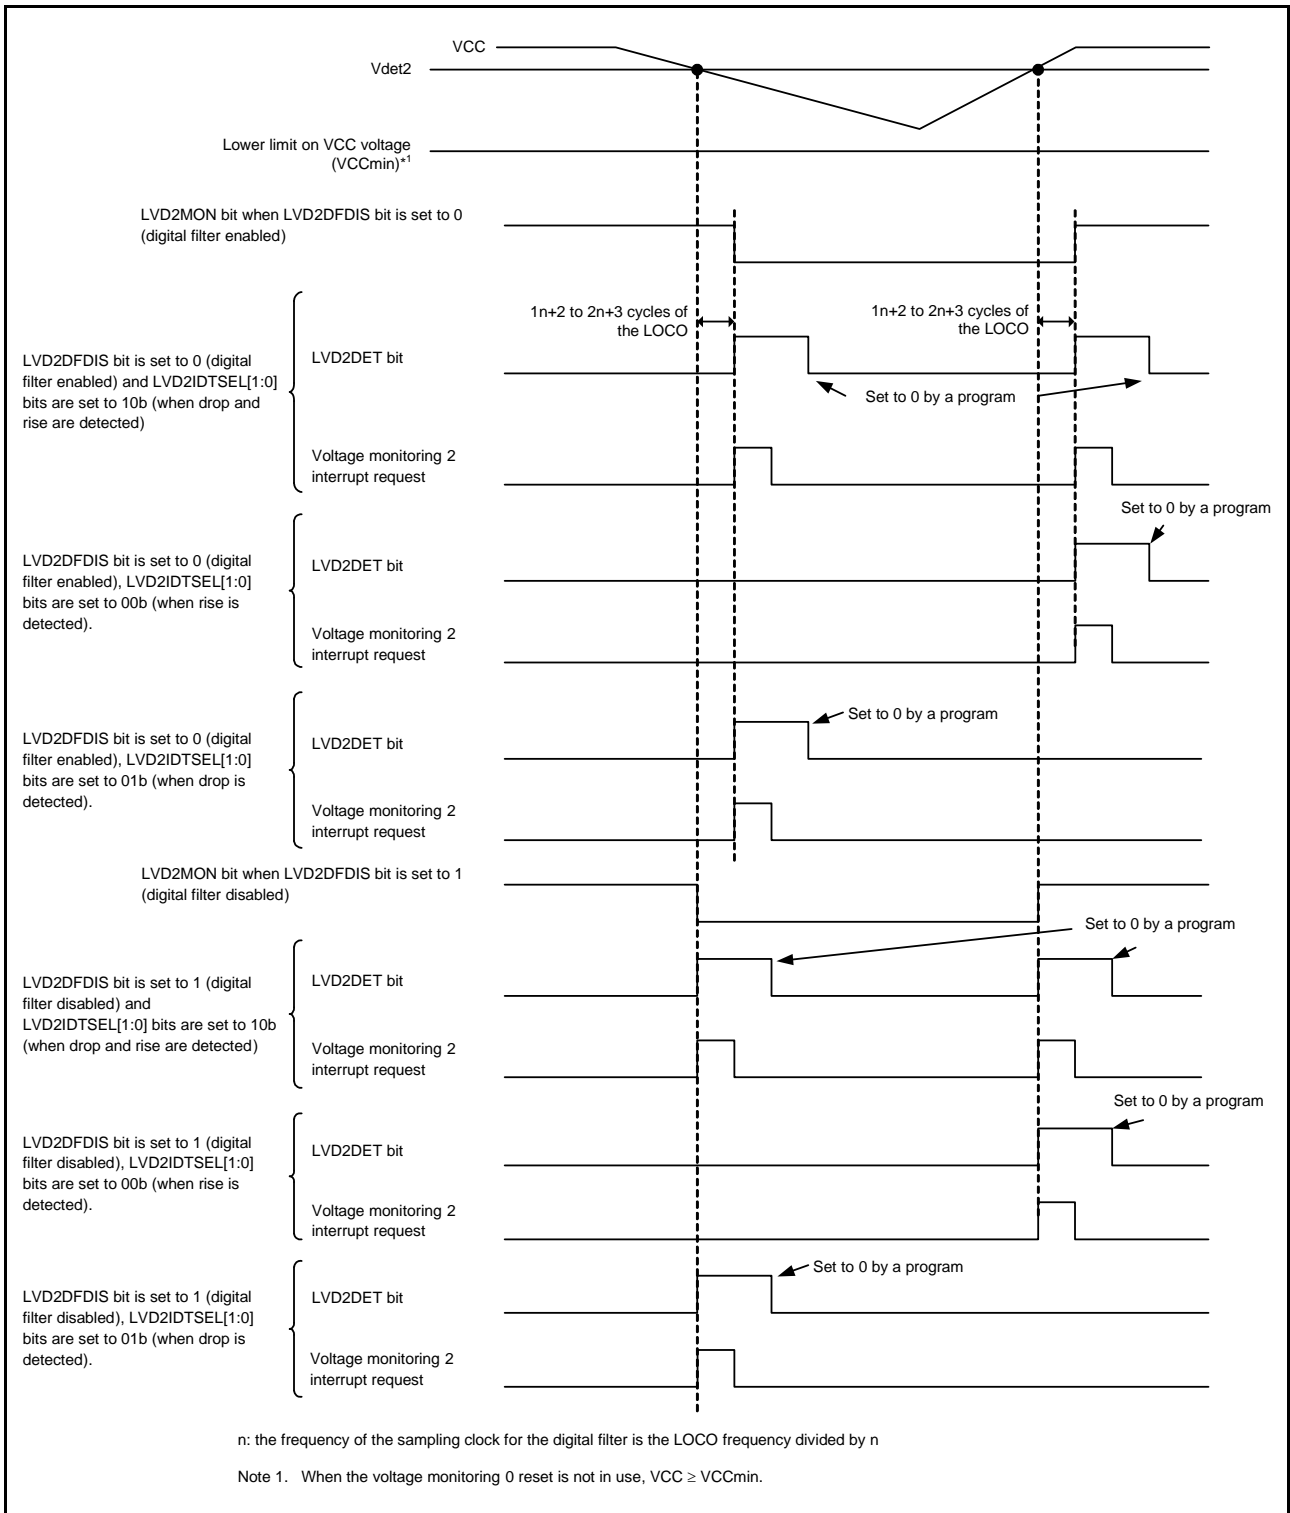 VCC
Vdet2
Lower limit on VCC voltage
(VCCmin)*1
LVD2MON bit when LVD2DFDIS bit is set to 0
(digital filter enabled)
1n+2 to 2n+3 cycles of
the LOCO
1n+2 to 2n+3 cycles of
the LOCO
LVD2DFDIS bit is set to 0 (digital
filter enabled) and LVD2IDTSEL[1:0]
bits are set to 10b (when drop and
rise are detected)
LVD2DET bit
Set to 0 by a program
Voltage monitoring 2
interrupt request
Set to 0 by a program
LVD2DFDIS bit is set to 0 (digital
filter enabled), LVD2IDTSEL[1:0]
bits are set to 00b (when rise is
detected).
LVD2DET bit
Voltage monitoring 2
interrupt request
Set to 0 by a program
LVD2DFDIS bit is set to 0 (digital
filter enabled), LVD2IDTSEL[1:0]
bits are set to 01b (when drop is
detected).
LVD2DET bit
Voltage monitoring 2
interrupt request
LVD2MON bit when LVD2DFDIS bit is set to 1
(digital filter disabled)
Set to 0 by a program
LVD2DFDIS bit is set to 1 (digital
filter disabled) and
LVD2IDTSEL[1:0] bits are set to 10b
(when drop and rise are detected)
LVD2DET bit
Voltage monitoring 2
interrupt request
Set to 0 by a program
LVD2DFDIS bit is set to 1 (digital
filter disabled), LVD2IDTSEL[1:0]
bits are set to 00b (when rise is
detected).
LVD2DET bit
Voltage monitoring 2
interrupt request
Set to 0 by a program
LVD2DFDIS bit is set to 1 (digital
filter disabled), LVD2IDTSEL[1:0]
bits are set to 01b (when drop is
detected).
LVD2DET bit
Voltage monitoring 2
interrupt request
n: the frequency of the sampling clock for the digital filter is the LOCO frequency divided by n
Note 1. When the voltage monitoring 0 reset is not in use, VCC ≥ VCCmin.